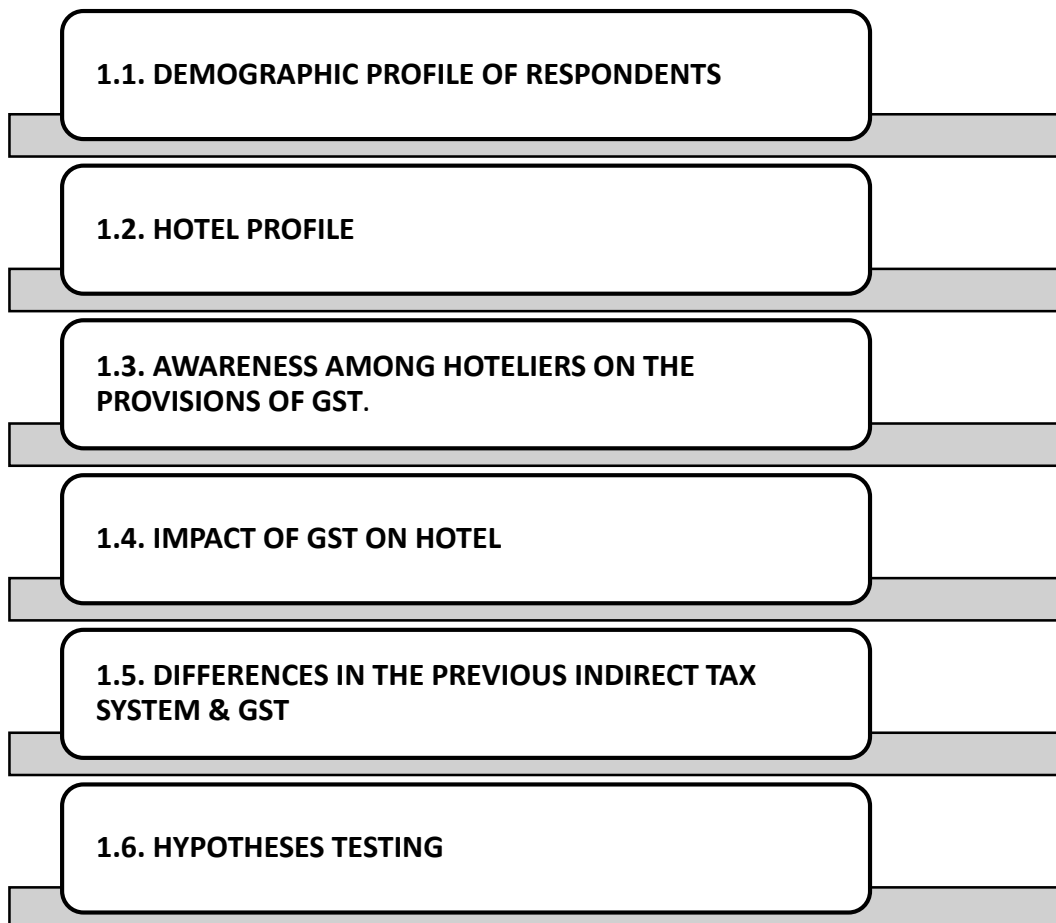 1.1. DEMOGRAPHIC PROFILE OF RESPONDENTS
1.2. HOTEL PROFILE
1.3. AWARENESS AMONG HOTELIERS ON THE
PROVISIONS OF GST.
1.4. IMPACT OF GST ON HOTEL
1.5. DIFFERENCES IN THE PREVIOUS INDIRECT TAX
SYSTEM & GST
1.6. HYPOTHESES TESTING